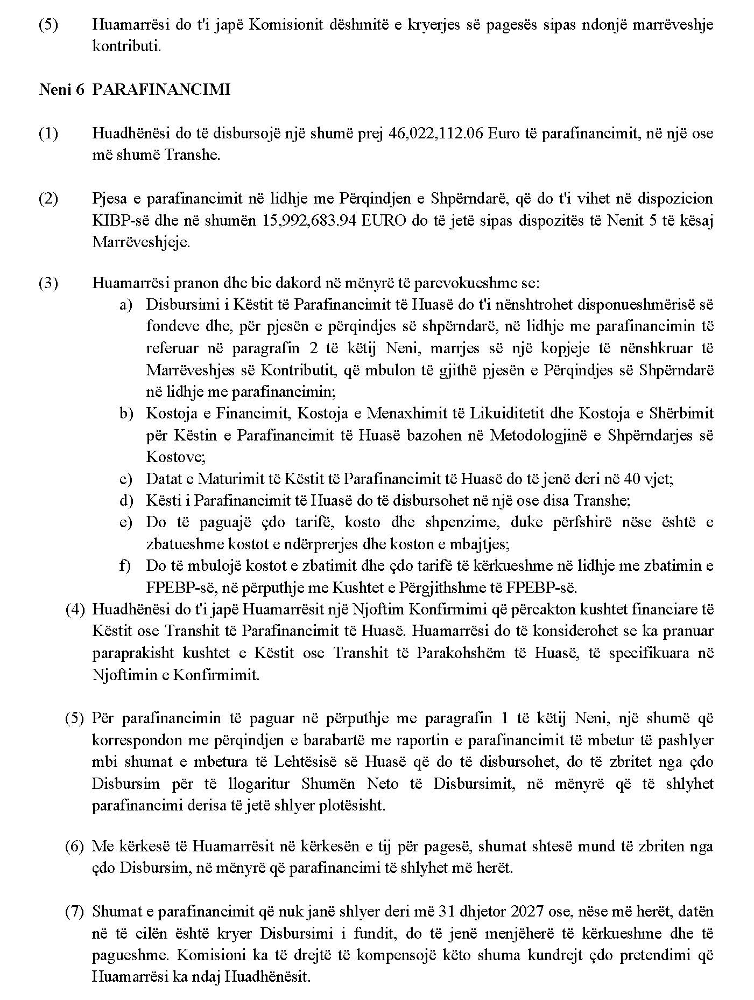 (5) Huamarrësi do t'i japë Komisionit dëshmitë e kryerjes së pagesës sipas ndonjë marrëveshje
kontributi.
Neni 6 PARAFINANCIMI
(1) Huadhënësi do të disbursojë një shumë prej 46,022,112.06 Euro të parafinancimit, në një ose
më shumë Transhe.
(2) Pjesa e parafinancimit në lidhje me Përqindjen e Shpërndarë, që do t'i vihet në dispozicion
KIBP-së dhe në shumën 15,992,683.94 EURO do të jetë sipas dispozitës të Nenit 5 të kësaj
Marrëveshjeje.
(3) Huamarrësi pranon dhe bie dakord në mënyrë të parevokueshme se:
a) Disbursimi i Këstit të Parafinancimit të Huasë do t'i nënshtrohet disponueshmërisë së
fondeve dhe, për pjesën e përqindjes së shpërndarë, në lidhje me parafinancimin të
referuar në paragrafin 2 të këtij Neni, marrjes së një kopjeje të nënshkruar të
Marrëveshjes së Kontributit, që mbulon të gjithë pjesën e Përqindjes së Shpërndarë
në lidhje me parafinancimin;
b) Kostoja e Financimit, Kostoja e Menaxhimit të Likuiditetit dhe Kostoja e Shërbimit
për Këstin e Parafinancimit të Huasë bazohen në Metodologjinë e Shpërndarjes së
Kostove;
c) Datat e Maturimit të Këstit të Parafinancimit të Huasë do të jenë deri në 40 vjet;
d) Kësti i Parafinancimit të Huasë do të disbursohet në një ose disa Transhe;
e) Do të paguajë çdo tarifë, kosto dhe shpenzime, duke përfshirë nëse është e
zbatueshme kostot e ndërprerjes dhe koston e mbajtjes;
f) Do të mbulojë kostot e zbatimit dhe çdo tarifë të kërkueshme në lidhje me zbatimin e
FPEBP-së, në përputhje me Kushtet e Përgjithshme të FPEBP-së.
(4) Huadhënësi do t'i japë Huamarrësit një Njoftim Konfirmimi që përcakton kushtet financiare të
Këstit ose Transhit të Parafinancimit të Huasë. Huamarrësi do të konsiderohet se ka pranuar
paraprakisht kushtet e Këstit ose Transhit të Parakohshëm të Huasë, të specifikuara në
Njoftimin e Konfirmimit.
(5) Për parafinancimin të paguar në përputhje me paragrafin 1 të këtij Neni, një shumë që
korrespondon me përqindjen e barabartë me raportin e parafinancimit të mbetur të pashlyer
mbi shumat e mbetura të Lehtësisë së Huasë që do të disbursohet, do të zbritet nga çdo
Disbursim për të llogaritur Shumën Neto të Disbursimit, në mënyrë që të shlyhet
parafinancimi derisa të jetë shlyer plotësisht.
(6) Me kërkesë të Huamarrësit në kërkesën e tij për pagesë, shumat shtesë mund të zbriten nga
çdo Disbursim, në mënyrë që parafinancimi të shlyhet më herët.
(7) Shumat e parafinancimit që nuk janë shlyer deri më 31 dhjetor 2027 ose, nëse më herët, datën
në të cilën është kryer Disbursimi i fundit, do të jenë menjëherë të kërkueshme dhe të
pagueshme. Komisioni ka të drejtë të kompensojë këto shuma kundrejt çdo pretendimi që
Huamarrësi ka ndaj Huadhënësit.